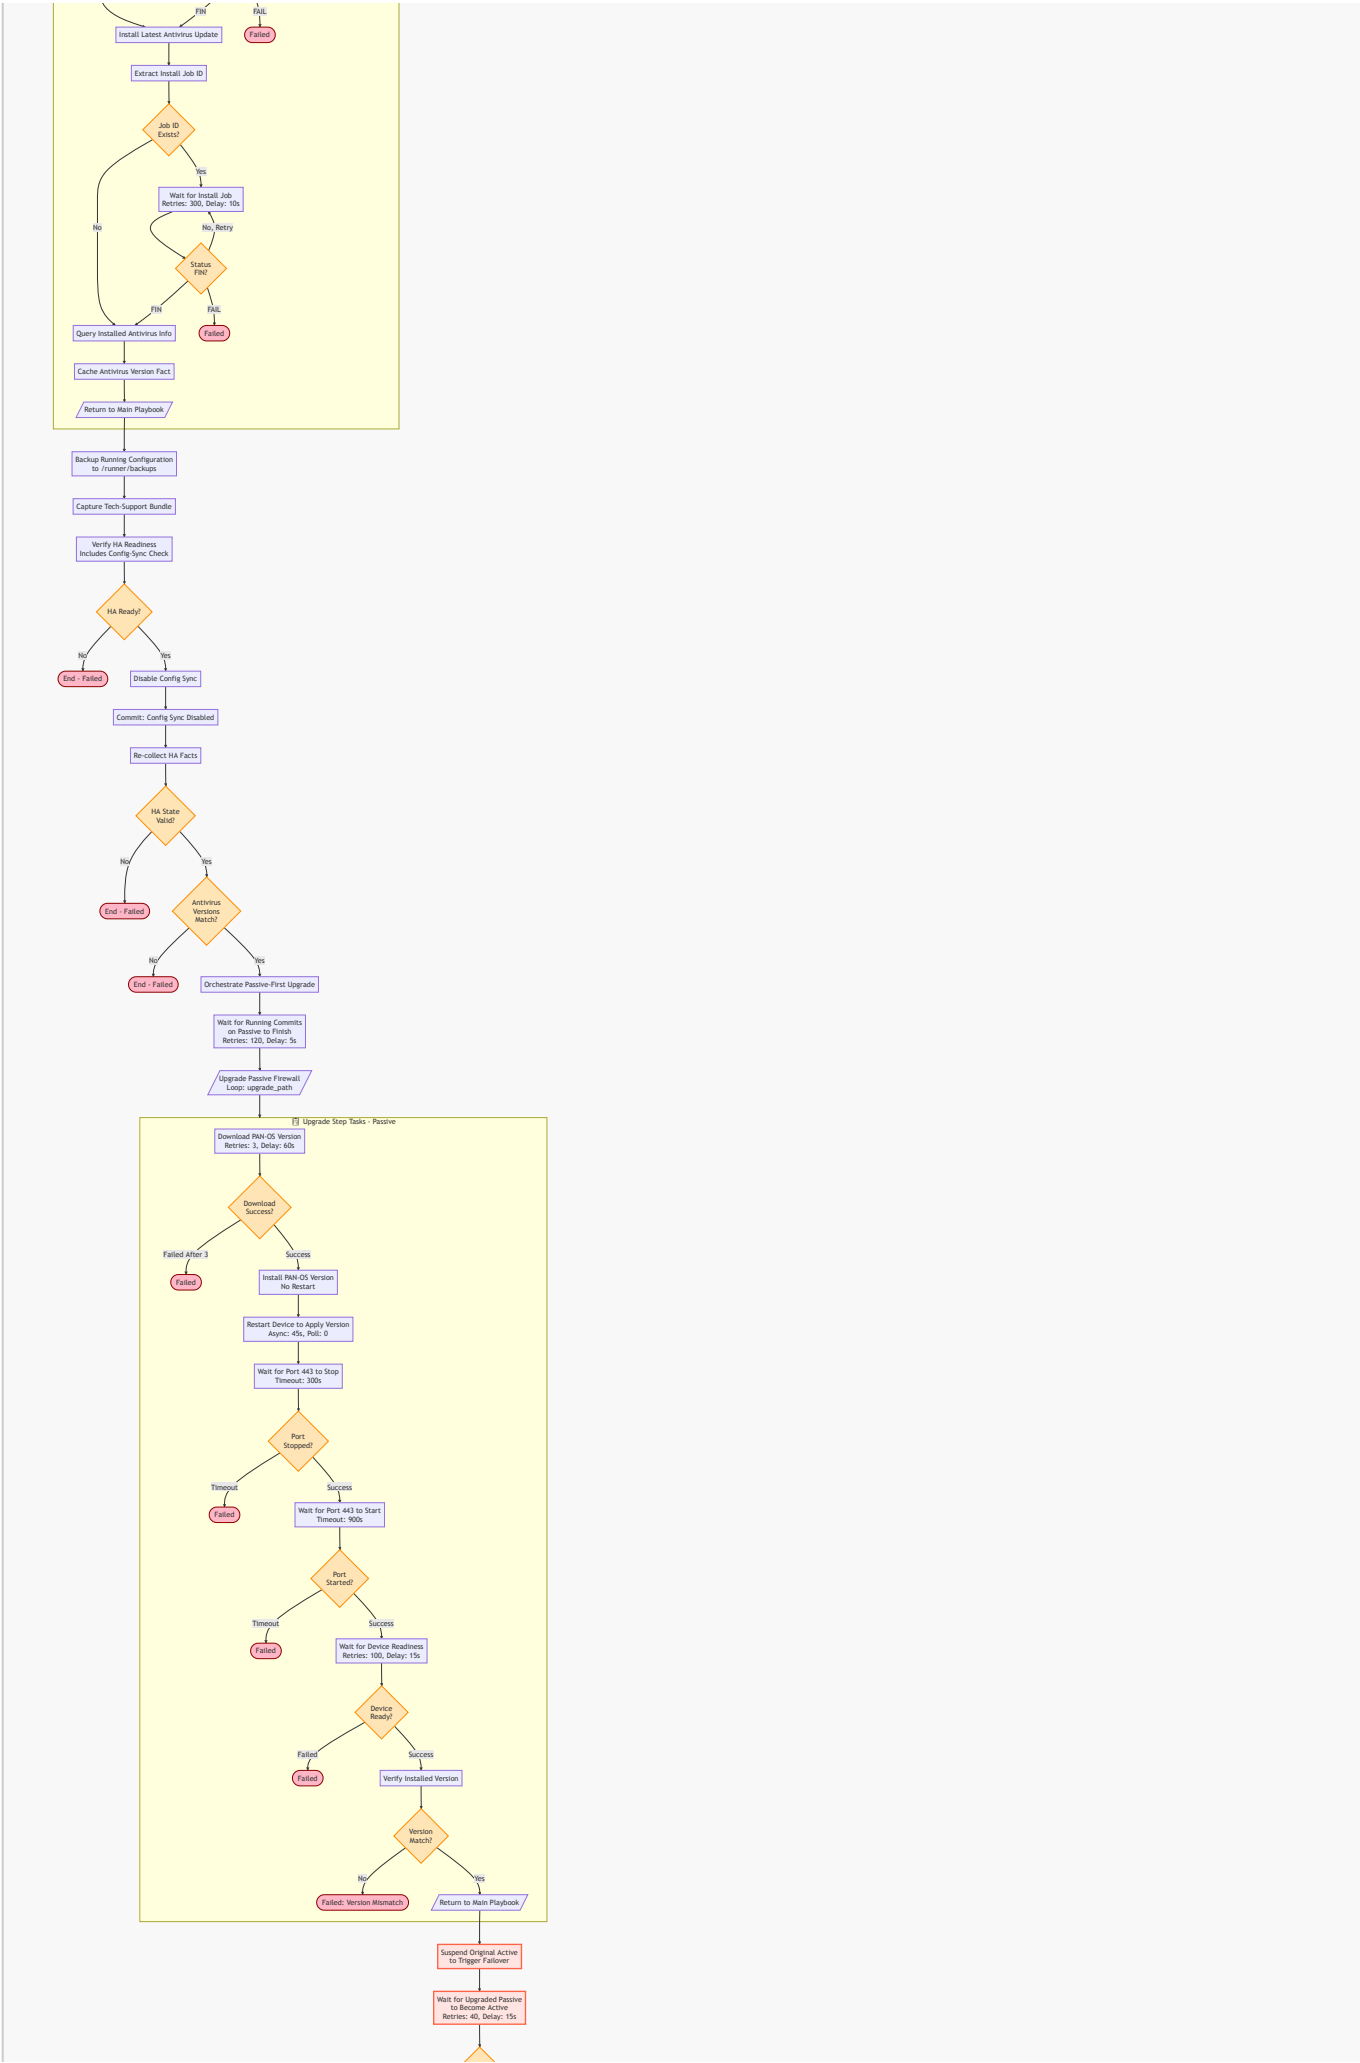 FIN
FAIL
Install Latest Antivirus Update
Failed
Extract Install Job ID
Job ID
Exists?
Yes
Wait for Install Job
Retries: 300, Delay: 10s
No
No, Retry
Status
FIN?
FIN
FAIL
Query Installed Antivirus Info
Failed
Cache Antivirus Version Fact
Return to Main Playbook
Backup Running Configuration
to /runner/backups
Capture Tech-Support Bundle
Verify HA Readiness
Includes Config-Sync Check
HA Ready?
No
Yes
End - Failed
Disable Config Sync
Commit: Config Sync Disabled
Re-collect HA Facts
HA State
Valid?
No
Yes
End - Failed
Antivirus
Versions
Match?
No
Yes
End - Failed
Orchestrate Passive-First Upgrade
Wait for Running Commits
on Passive to Finish
Retries: 120, Delay: 5s
Upgrade Passive Firewall
Loop: upgrade_path
Upgrade Step Tasks - Passive
Download PAN-OS Version
Retries: 3, Delay: 60s
Download
Success?
Failed After 3
Success
Failed
Install PAN-OS Version
No Restart
Restart Device to Apply Version
Async: 45s, Poll: 0
Wait for Port 443 to Stop
Timeout: 300s
Port
Stopped?
Timeout
Success
Failed
Wait for Port 443 to Start
Timeout: 900s
Port
Started?
Timeout
Success
Failed
Wait for Device Readiness
Retries: 100, Delay: 15s
Device
Ready?
Failed
Success
Failed
Verify Installed Version
Version
Match?
No
Yes
Failed: Version Mismatch
Return to Main Playbook
Suspend Original Active
to Trigger Failover
Wait for Upgraded Passive
to Become Active
Retries: 40, Delay: 15s